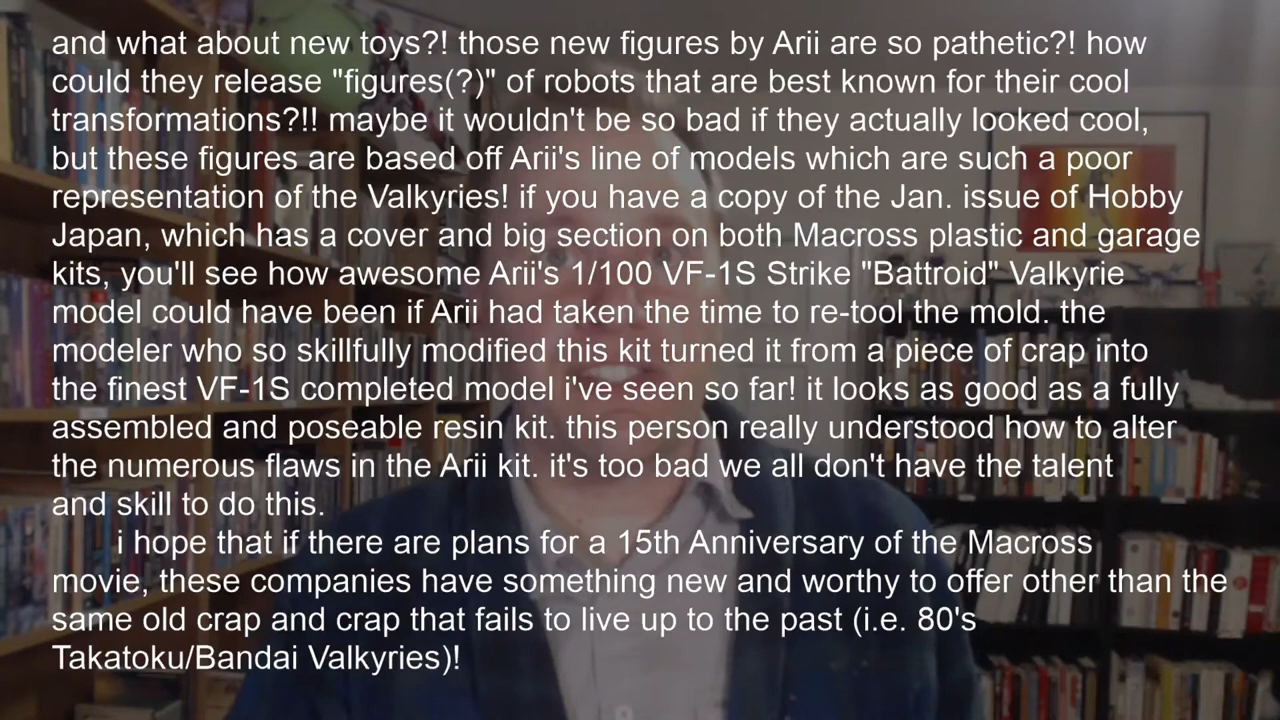 and what about new toys?! those new figures by Arii are so pathetic?! how
could they release "figures(?)" of robots that are best known for their cool
transformations?!! maybe it wouldn't be so bad if they actually looked cool,
but these figures are based off Arii's line of models which are such a poor
representation of the Valkyries! if you have a copy of the Jan. issue of Hobby
Japan, which has a cover and big section on both Macross plastic and garage
kits, you'll see how awesome Arii's 1/100 VF-1S Strike "Battroid" Valkyrie
model could have been if Arii had taken the time to re-tool the mold. the
modeler who so skillfully modified this kit turned it from a piece of crap into
the finest VF-1S completed model i've seen so far! it looks as good as a fully
assembled and poseable resin kit. this person really understood how to alter
the numerous flaws in the Arii kit. it's too bad we all don't have the talent
and skill to do this.
i hope that if there are plans for a 15th Anniversary of the Macross
movie, these companies have something new and worthy to offer other than the
same old crap and crap that fails to live up to the past (i.e. 80's
Takatoku/Bandai Valkyries)!